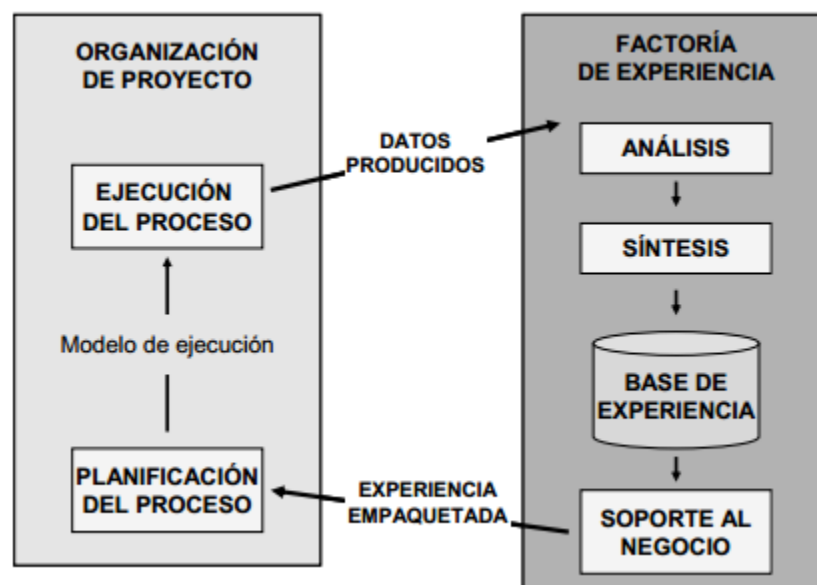 ORGANIZACIÓN
DE PROYECTO
EJECUCIÓN
DEL PROCESO
Modelo de ejecución
PLANIFICACIÓN
DEL PROCESO
DATOS
PRODUCIDOS
EXPERIENCIA
EMPAQUETADA
FACTORÍA
DE EXPERIENCIA
ANÁLISIS
SÍNTESIS
BASE DE
EXPERIENCIA
SOPORTE AL
NEGOCIO